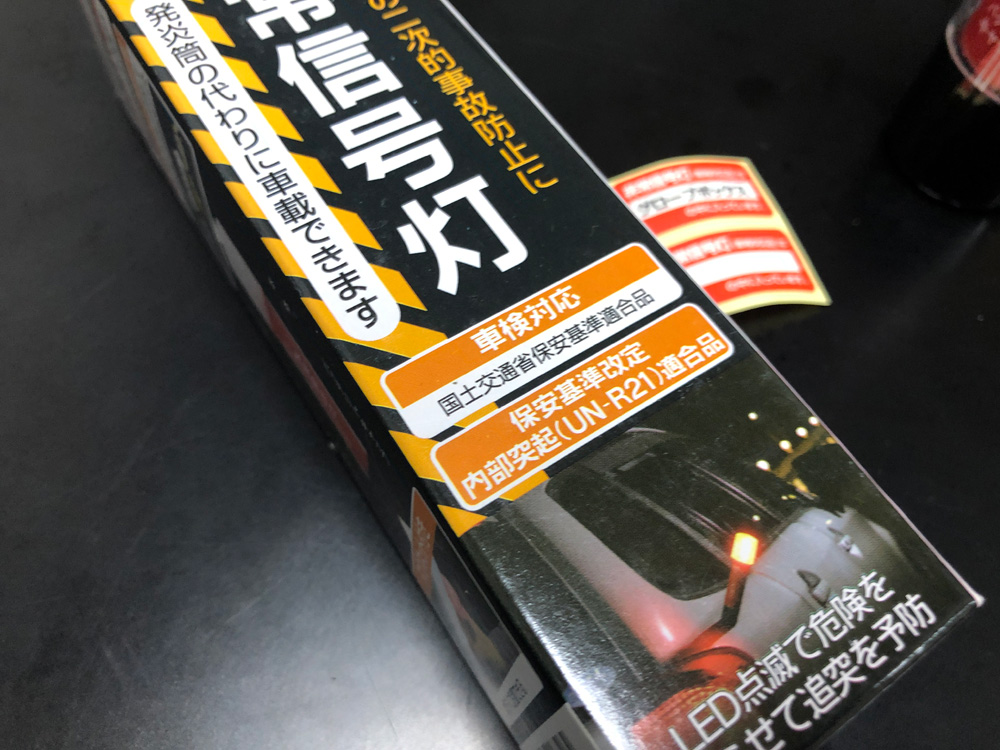 発炎筒の代わりに車載できます
常信号灯
の二次的事故防止に
車検対応
国土交通省保安基準適合品
保安基準改定
内部突起(UN-R21)適合品
LED点滅で危険を
せて追突を予防
グローブボックス